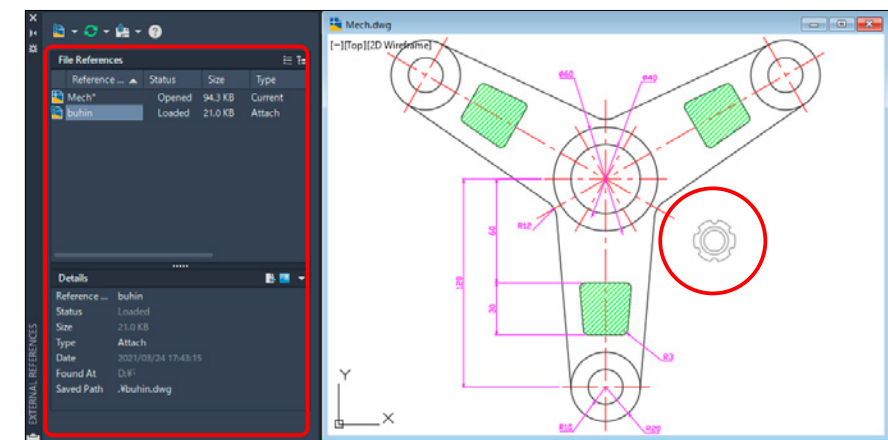 File References
Reference ... Status Size Type
Mech* Opened 94.3 KB Current
buhin Loaded 21.0 KB Attach
Details
Reference ... buhin
Status Loaded
Size 21.0 KB
Type Attach
Date 2021/03/24 17:43:15
Found At D:¥\
Saved Path .¥buhin.dwg
EXTERNAL REFERENCES
Mech.dwg
[−][Top][2D Wireframe]
ø60
ø40
R12
60
120
30
R3
Y
X
R10
R20